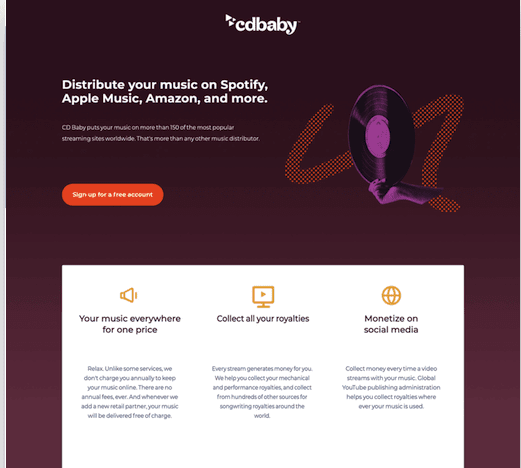 cdbaby
Distribute your music on Spotify,
Apple Music, Amazon, and more.
CD Baby puts your music on more than 150 of the most popular
streaming sites worldwide. That's more than any other music distributor.
Sign up for a free account
Your music everywhere
for one price
Relax. Unlike some services, we
don't charge you annually to keep
your music online. There are no
annual fees, ever. And whenever we
add a new retail partner, your music
will be delivered free of charge.
Collect all your royalties
Every stream generates money for you.
We help you collect your mechanical
and performance royalties, and collect
from hundreds of other sources for
songwriting royalties around the
world.
Monetize on
social media
Collect money every time a video
streams with your music. Global
YouTube publishing administration
helps you collect royalties where
ever your music is used.